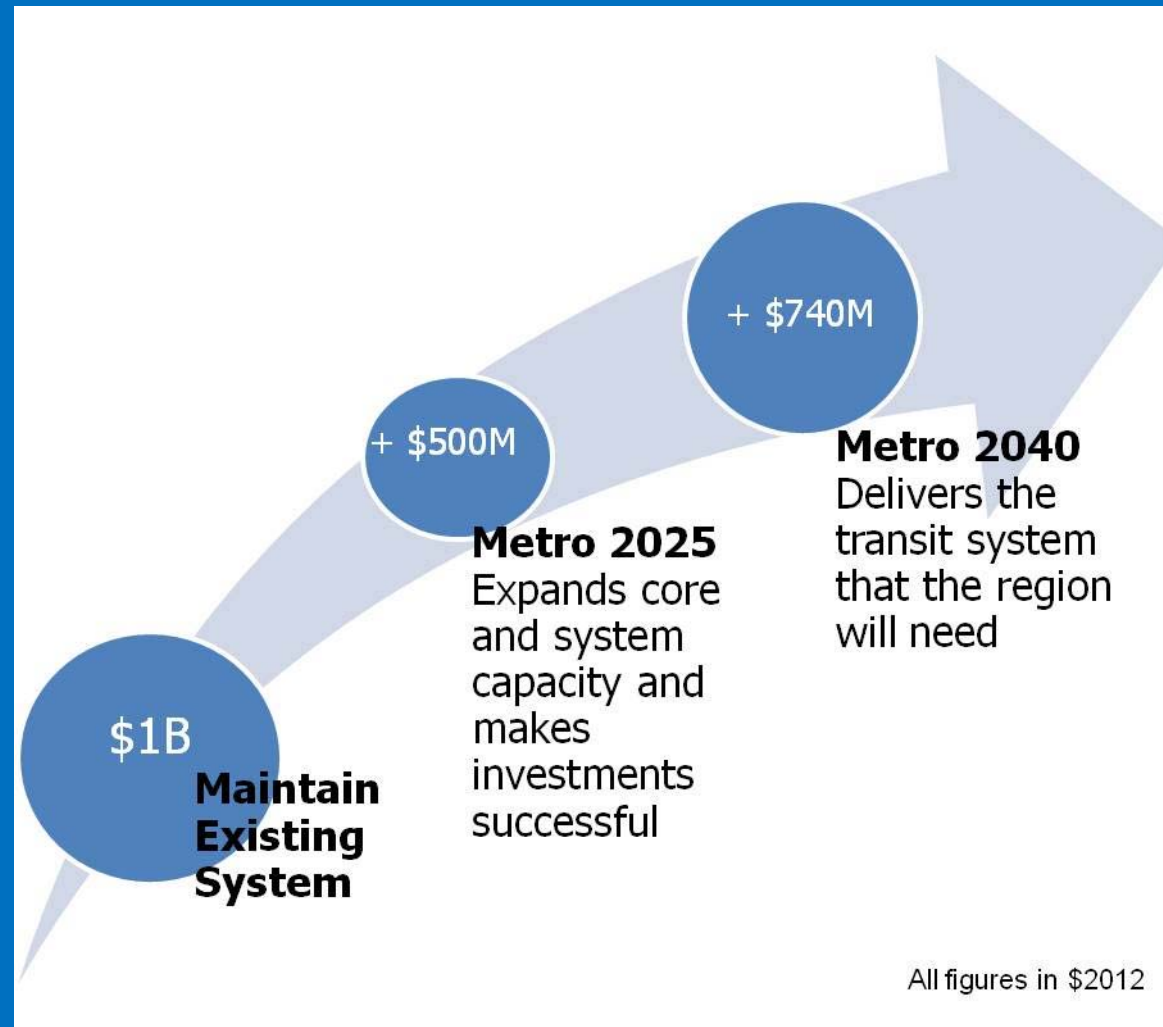 $1B
Maintain
Existing
System
+ $500M
Metro 2025
Expands core
and system
capacity and
makes
investments
successful
+ $740M
Metro 2040
Delivers the
transit system
that the region
will need
All figures in $2012